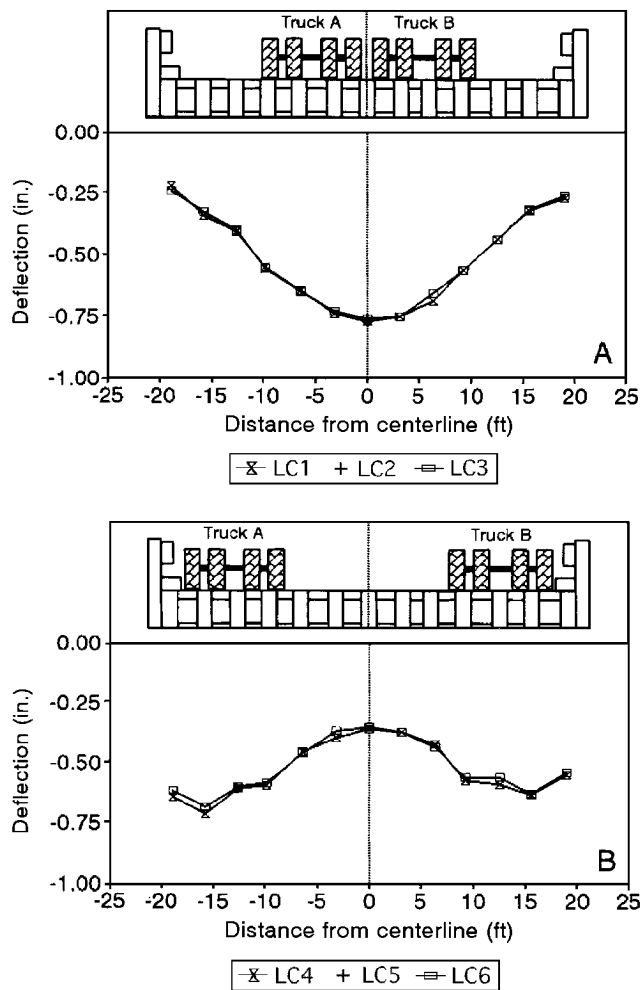 Truck A Truck B
0.00
-0.25
-0.50
-0.75
-1.00
Deflection (in.)
A
-25 -20 -15 -10 -5 0 5 10 15 20 25
Distance from centerline (ft)
LC1 + LC2 LC3
Truck A Truck B
0.00
-0.25
-0.50
-0.75
-1.00
Deflection (in.)
B
-25 -20 -15 -10 -5 0 5 10 15 20 25
Distance from centerline (ft)
LC4 + LC5 LC6